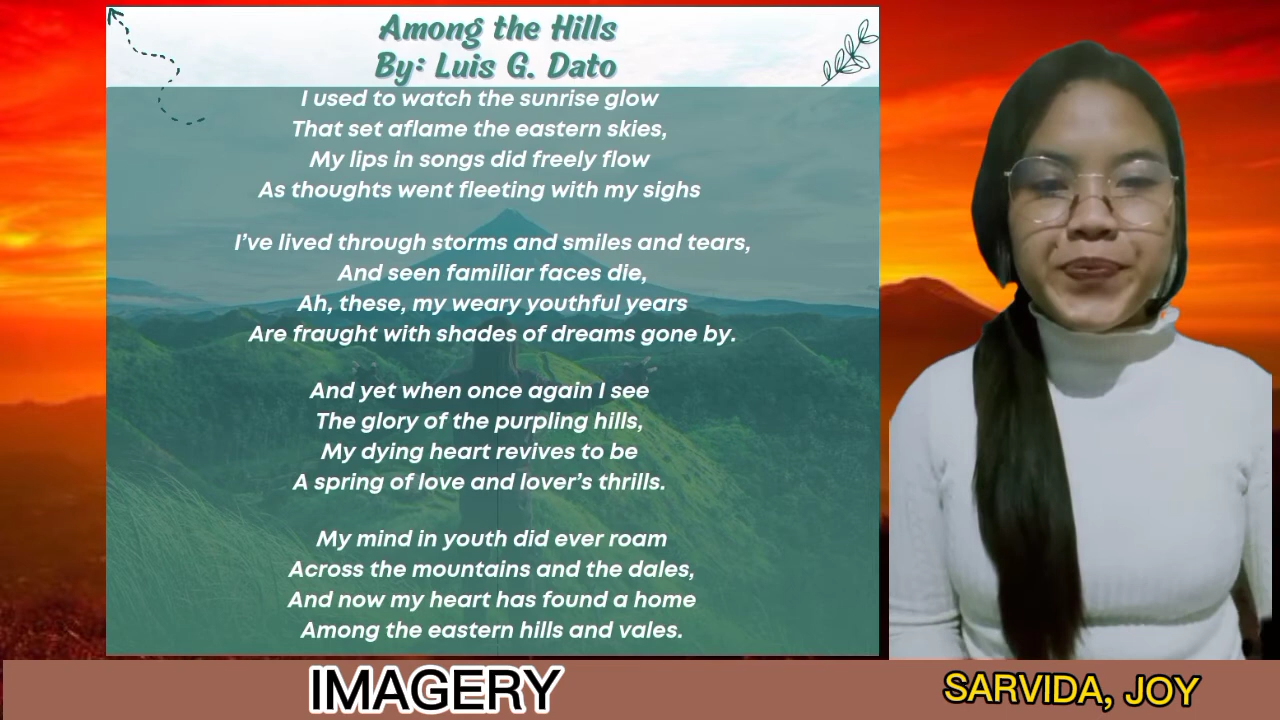 Among the Hills
By: Luis G. Dato
I used to watch the sunrise glow
That set aflame the eastern skies,
My lips in songs did freely flow
As thoughts went fleeting with my sighs
I've lived through storms and smiles and tears,
And seen familiar faces die,
Ah, these, my weary youthful years
Are fraught with shades of dreams gone by.
And yet when once again I see
The glory of the purpling hills,
My dying heart revives to be
A spring of love and lover's thrills.
My mind in youth did ever roam
Across the mountains and the dales,
And now my heart has found a home
Among the eastern hills and vales.
IMAGERY
SARVIDA, JOY